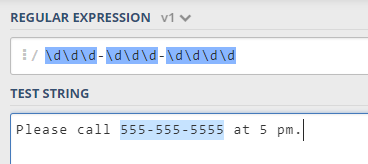 REGULAR EXPRESSION v1
/ \d\d\d-\d\d\d-\d\d\d\d
TEST STRING
Please call 555-555-5555 at 5 pm.